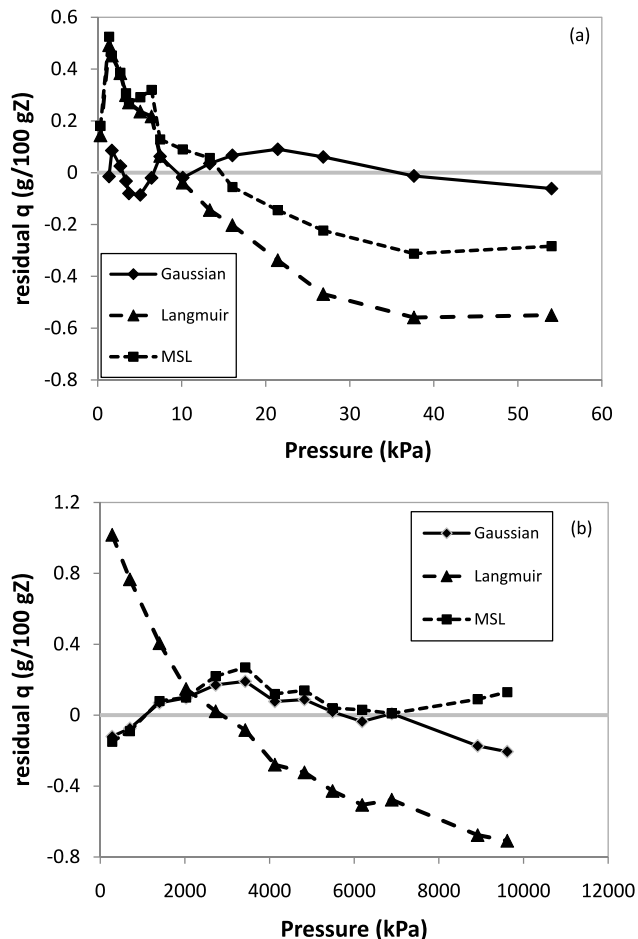 0.6
(a)
0.4
0.2
0
-0.2
-0.4
-0.6
-0.8
residual q (g/100 gZ)
Gaussian
Langmuir
MSL
0 10 20 30 40 50 60
Pressure (kPa)
1.2
(b)
0.8
0.4
0
-0.4
-0.8
residual q (g/100 gZ)
Gaussian
Langmuir
MSL
0 2000 4000 6000 8000 10000 12000
Pressure (kPa)